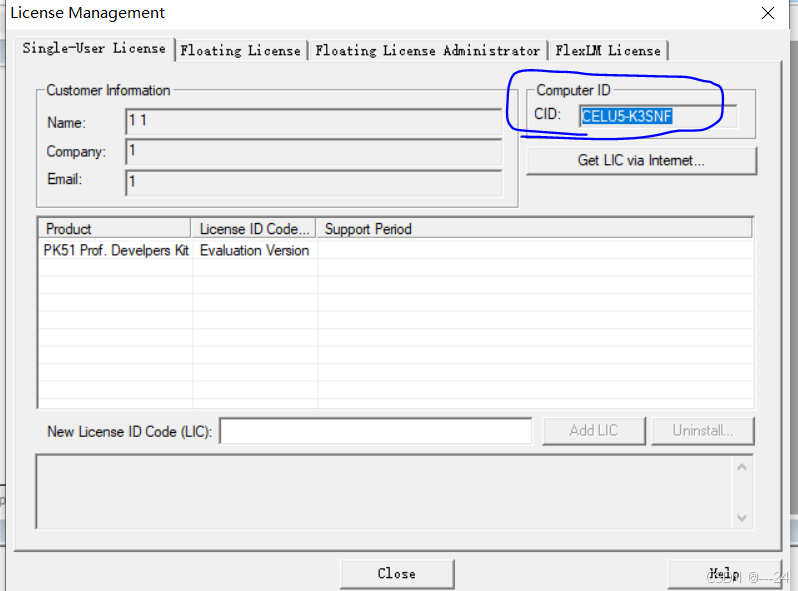 License Management
Single-User License Floating License Floating License Administrator FlexLM License
Customer Information
Name: 1 1
Company: 1
Email: 1
Computer ID
CID: CELU5-K3SNF
Get LIC via Internet...
Product License ID Code... Support Period
PK51 Prof. Develpers Kit Evaluation Version
New License ID Code (LIC): Add LIC Uninstall...
Close Help
CSDN @---24